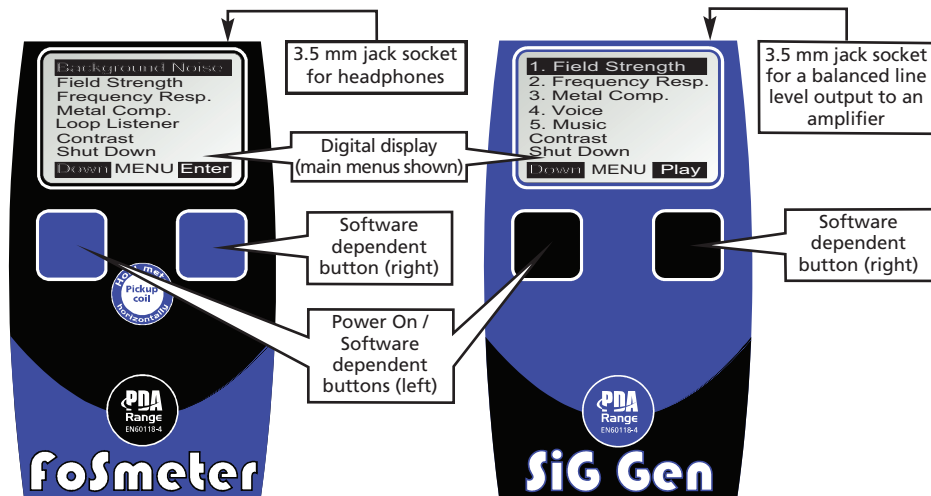 3.5 mm jack socket
for headphones
3.5 mm jack socket
for a balanced line
level output to an
amplifier
Background Noise
Field Strength
Frequency Resp.
Metal Comp.
Loop Listener
Contrast
Shut Down
Down MENU Enter
Digital display
(main menus shown)
1. Field Strength
2. Frequency Resp.
3. Metal Comp.
4. Voice
5. Music
Contrast
Shut Down
Down MENU Play
Software
dependent
button (right)
Software
dependent
button (right)
Hold meter
Pickup
coil
horizontally
Power On /
Software
dependent
buttons (left)
PDA
Range
EN60118-4
PDA
Range
EN60118-4
FoSmeter
SiG Gen